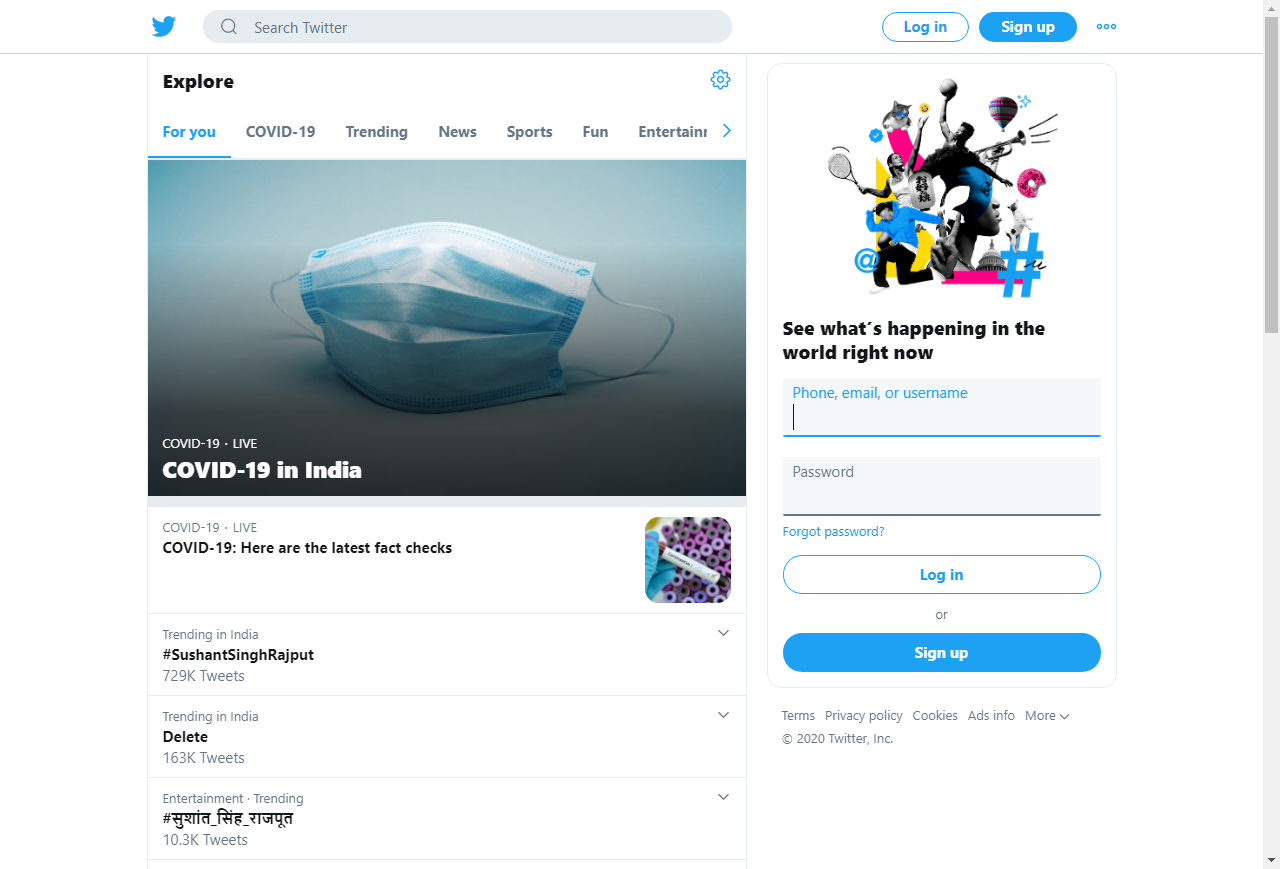 Search Twitter
Log in
Sign up
Explore
For you
COVID-19
Trending
News
Sports
Fun
Entertainr
COVID-19 · LIVE
COVID-19 in India
COVID-19 · LIVE
COVID-19: Here are the latest fact checks
Trending in India
#SushantSinghRajput
729K Tweets
Trending in India
Delete
163K Tweets
Entertainment · Trending
#सुशांत_सिंह_राजपूत
10.3K Tweets
@
#
See what´s happening in the
world right now
Phone, email, or username
Password
Forgot password?
Log in
or
Sign up
Terms Privacy policy Cookies Ads info More
© 2020 Twitter, Inc.